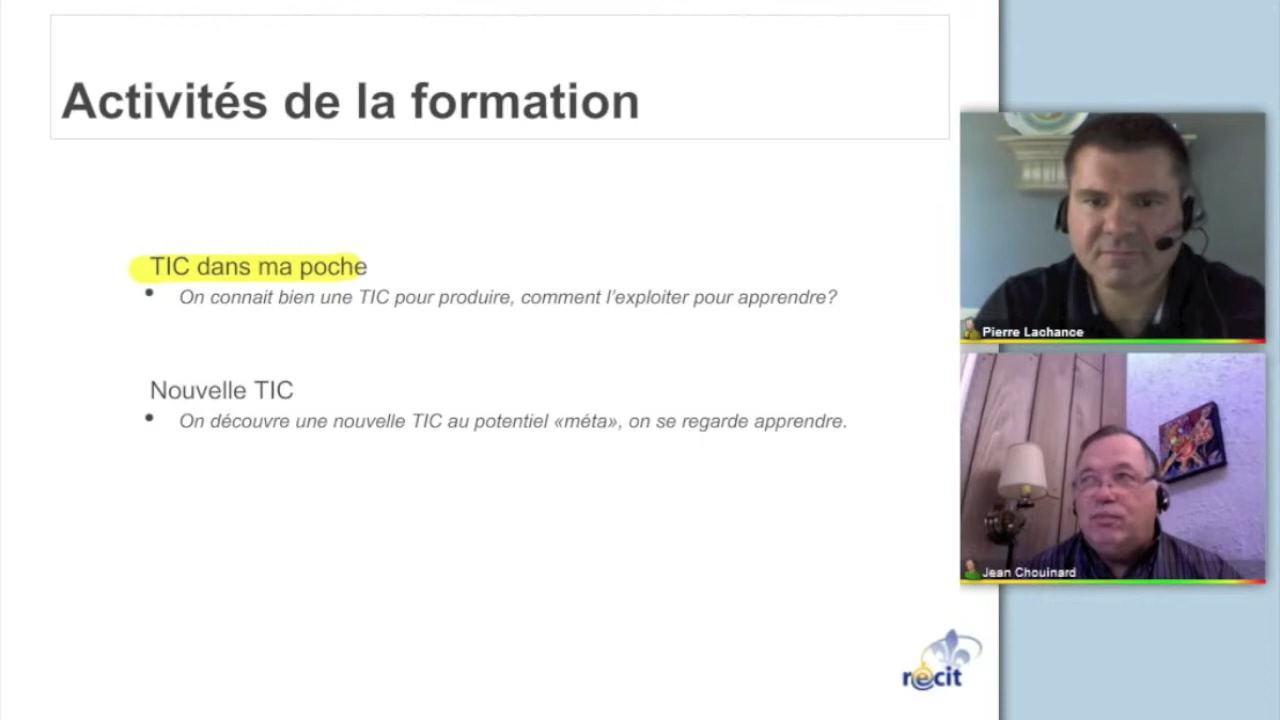 Activités de la formation
TIC dans ma poche
• On connait bien une TIC pour produire, comment l’exploiter pour apprendre?
Nouvelle TIC
• On découvre une nouvelle TIC au potentiel «méta», on se regarde apprendre.
Pierre Lachance
Jean Chouinard
récit